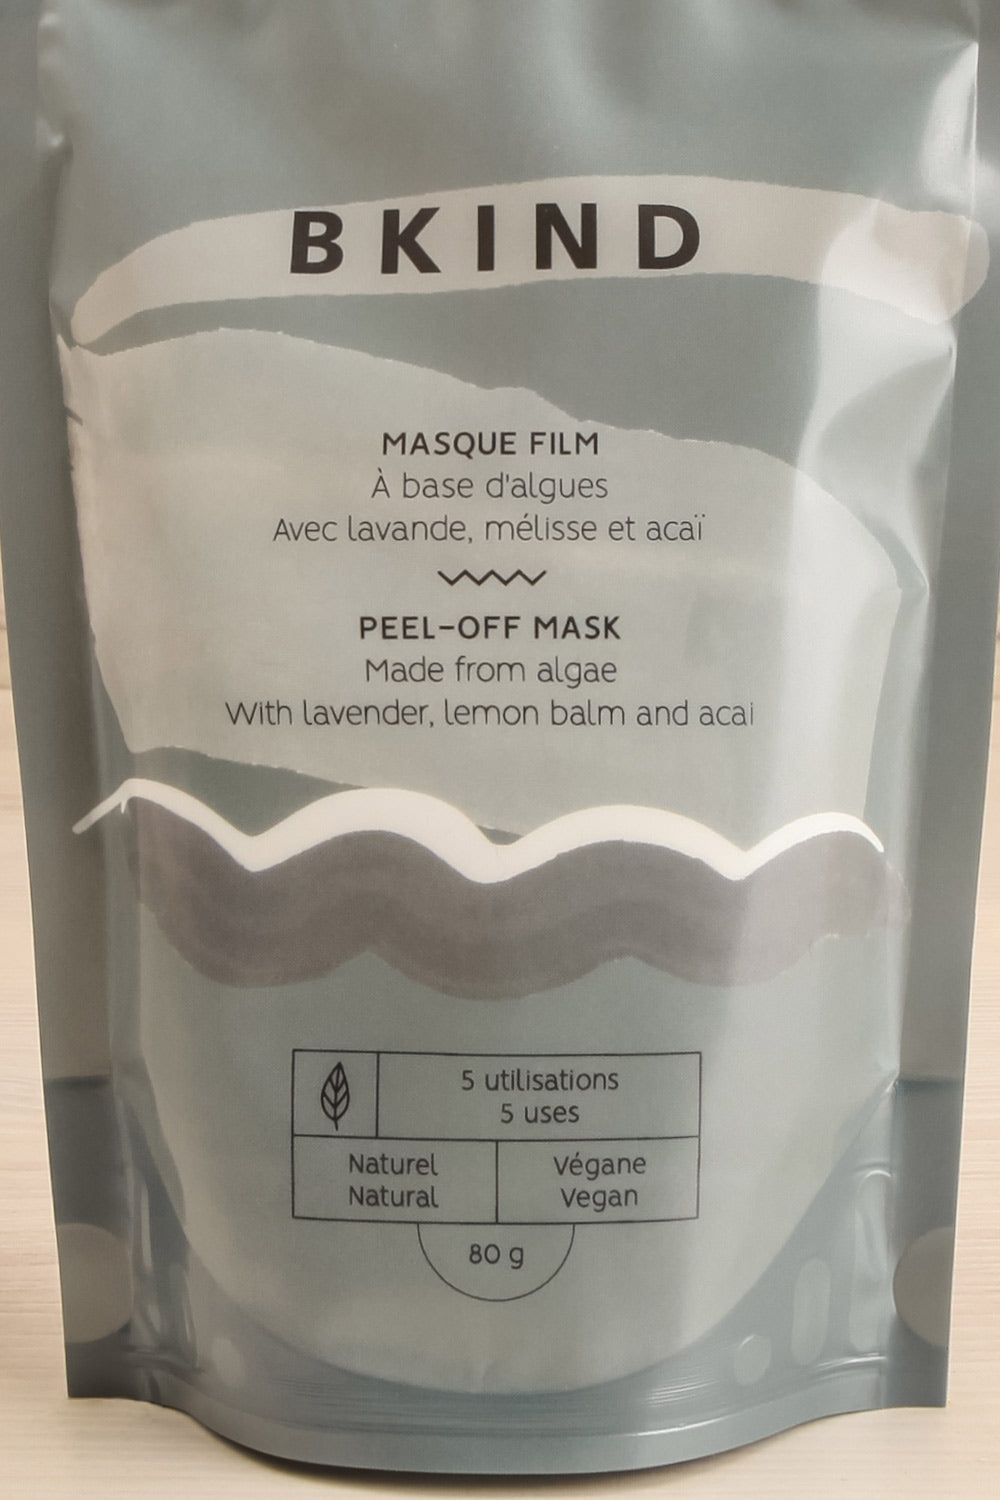 BKIND
MASQUE FILM
À base d'algues
Avec lavande, mélisse et acaï
PEEL-OFF MASK
Made from algae
With lavender, lemon balm and acai
5 utilisations
5 uses
Naturel
Natural
Végane
Vegan
80 g